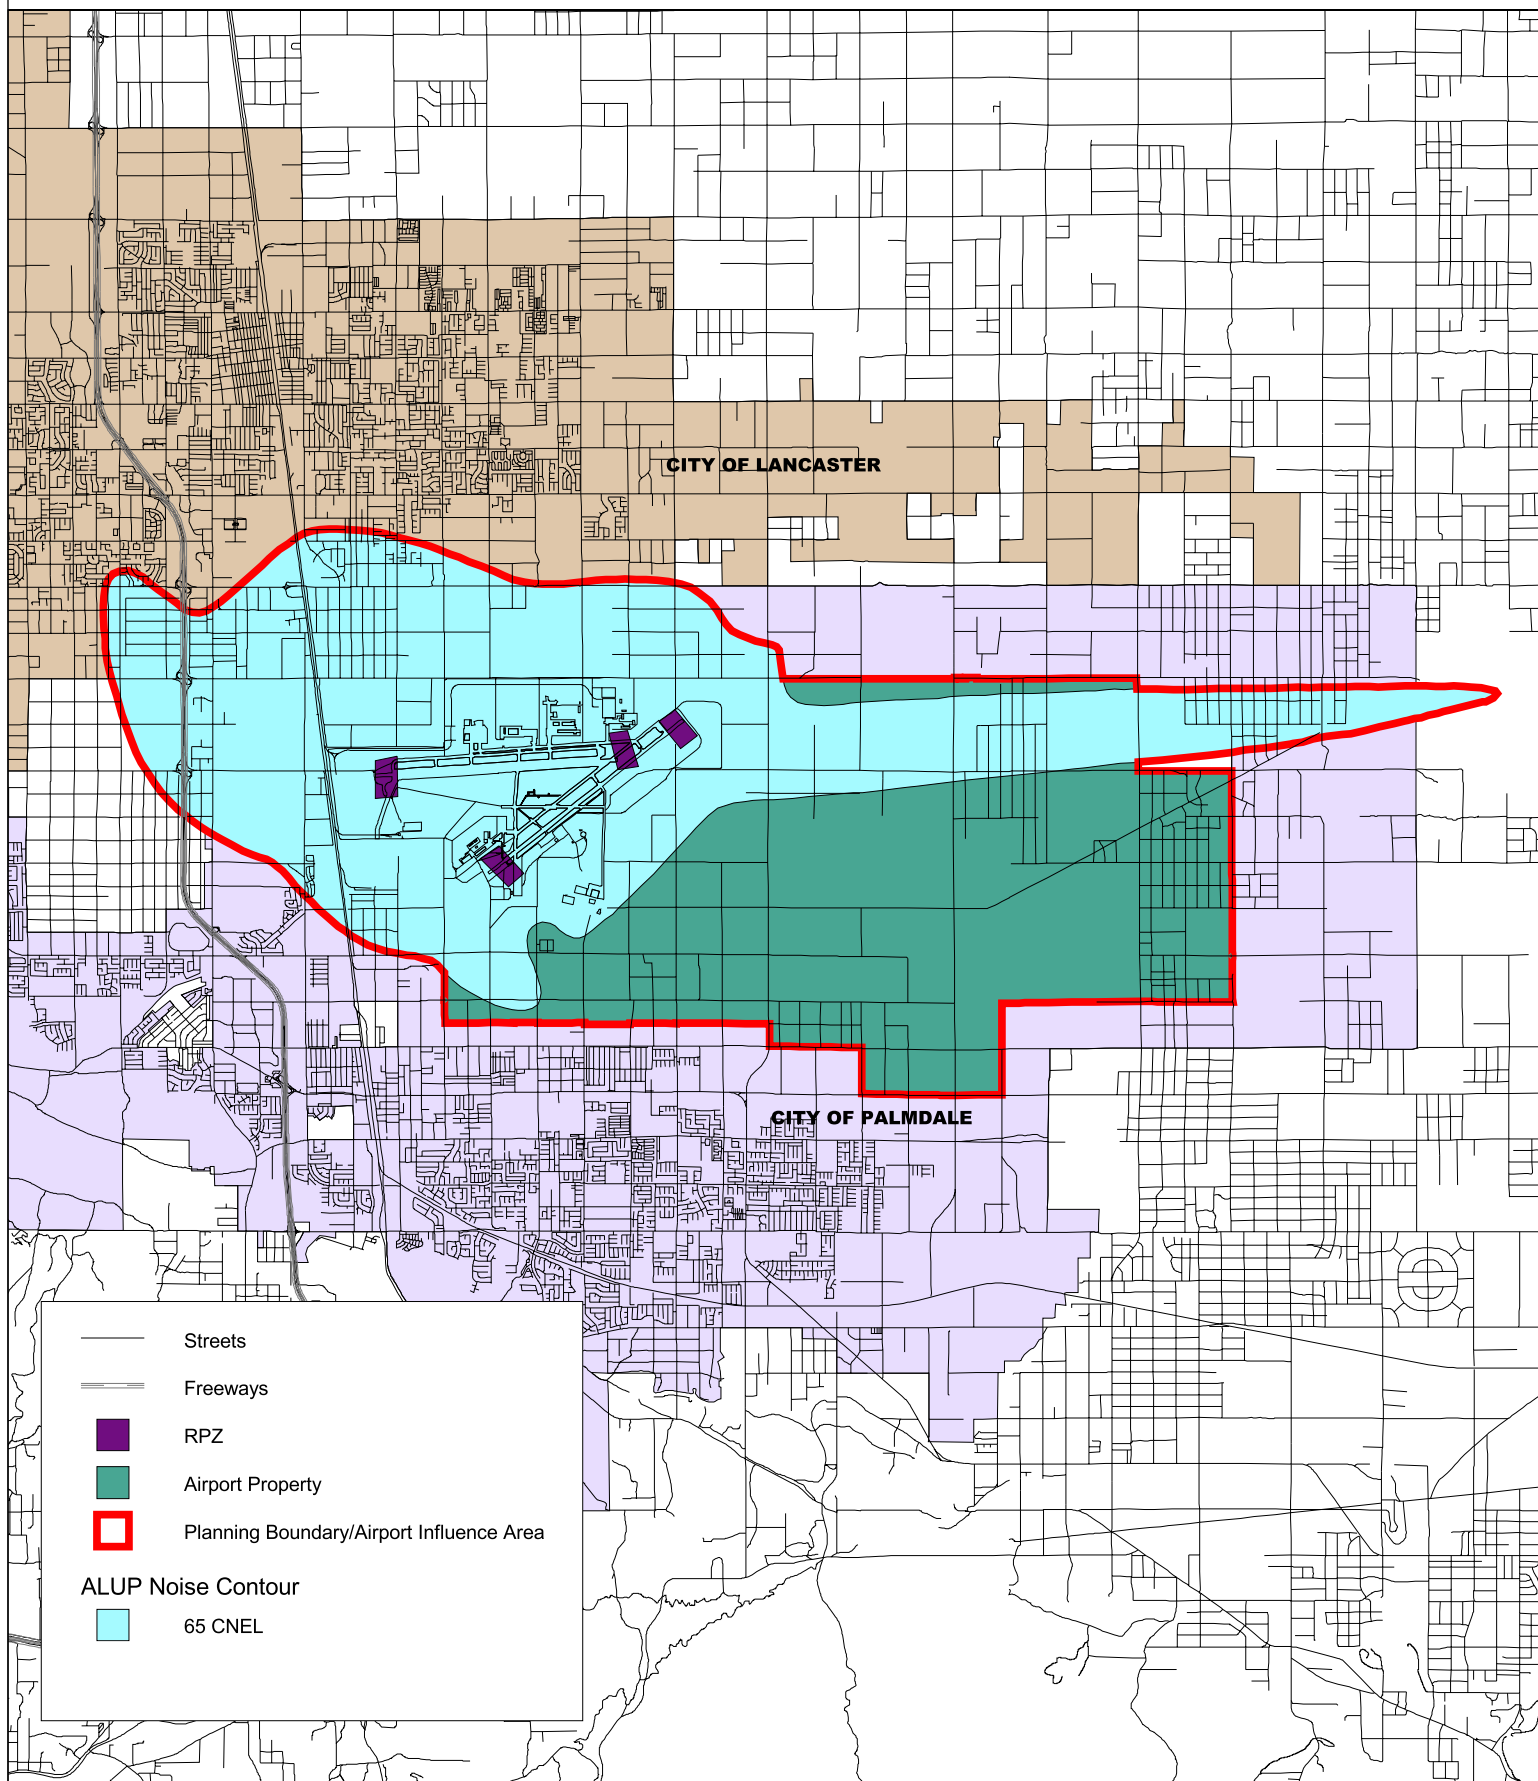 CITY OF LANCASTER
CITY OF PALMDALE
Streets
Freeways
RPZ
Airport Property
Planning Boundary/Airport Influence Area
ALUP Noise Contour
65 CNEL